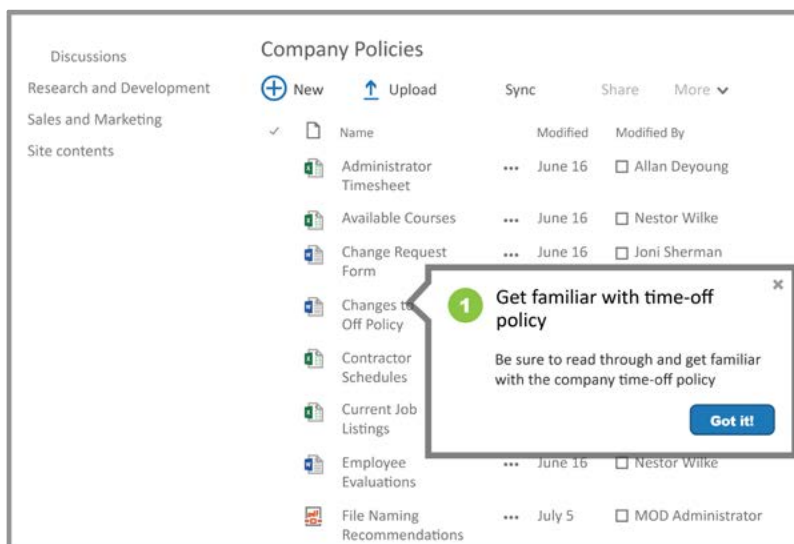 Discussions
Research and Development
Sales and Marketing
Site contents
Company Policies
New Upload Sync Share More
Name Modified Modified By
Administrator
Timesheet ... June 16 Allan Deyoung
Available Courses ... June 16 Nestor Wilke
Change Request
Form ... June 16 Joni Sherman
Changes to
Off Policy
Contractor
Schedules
Current Job
Listings
Employee
Evaluations ... June 16 Nestor Wilke
File Naming
Recommendations ... July 5 MOD Administrator
1
Get familiar with time-off
policy
Be sure to read through and get familiar
with the company time-off policy
Got it!